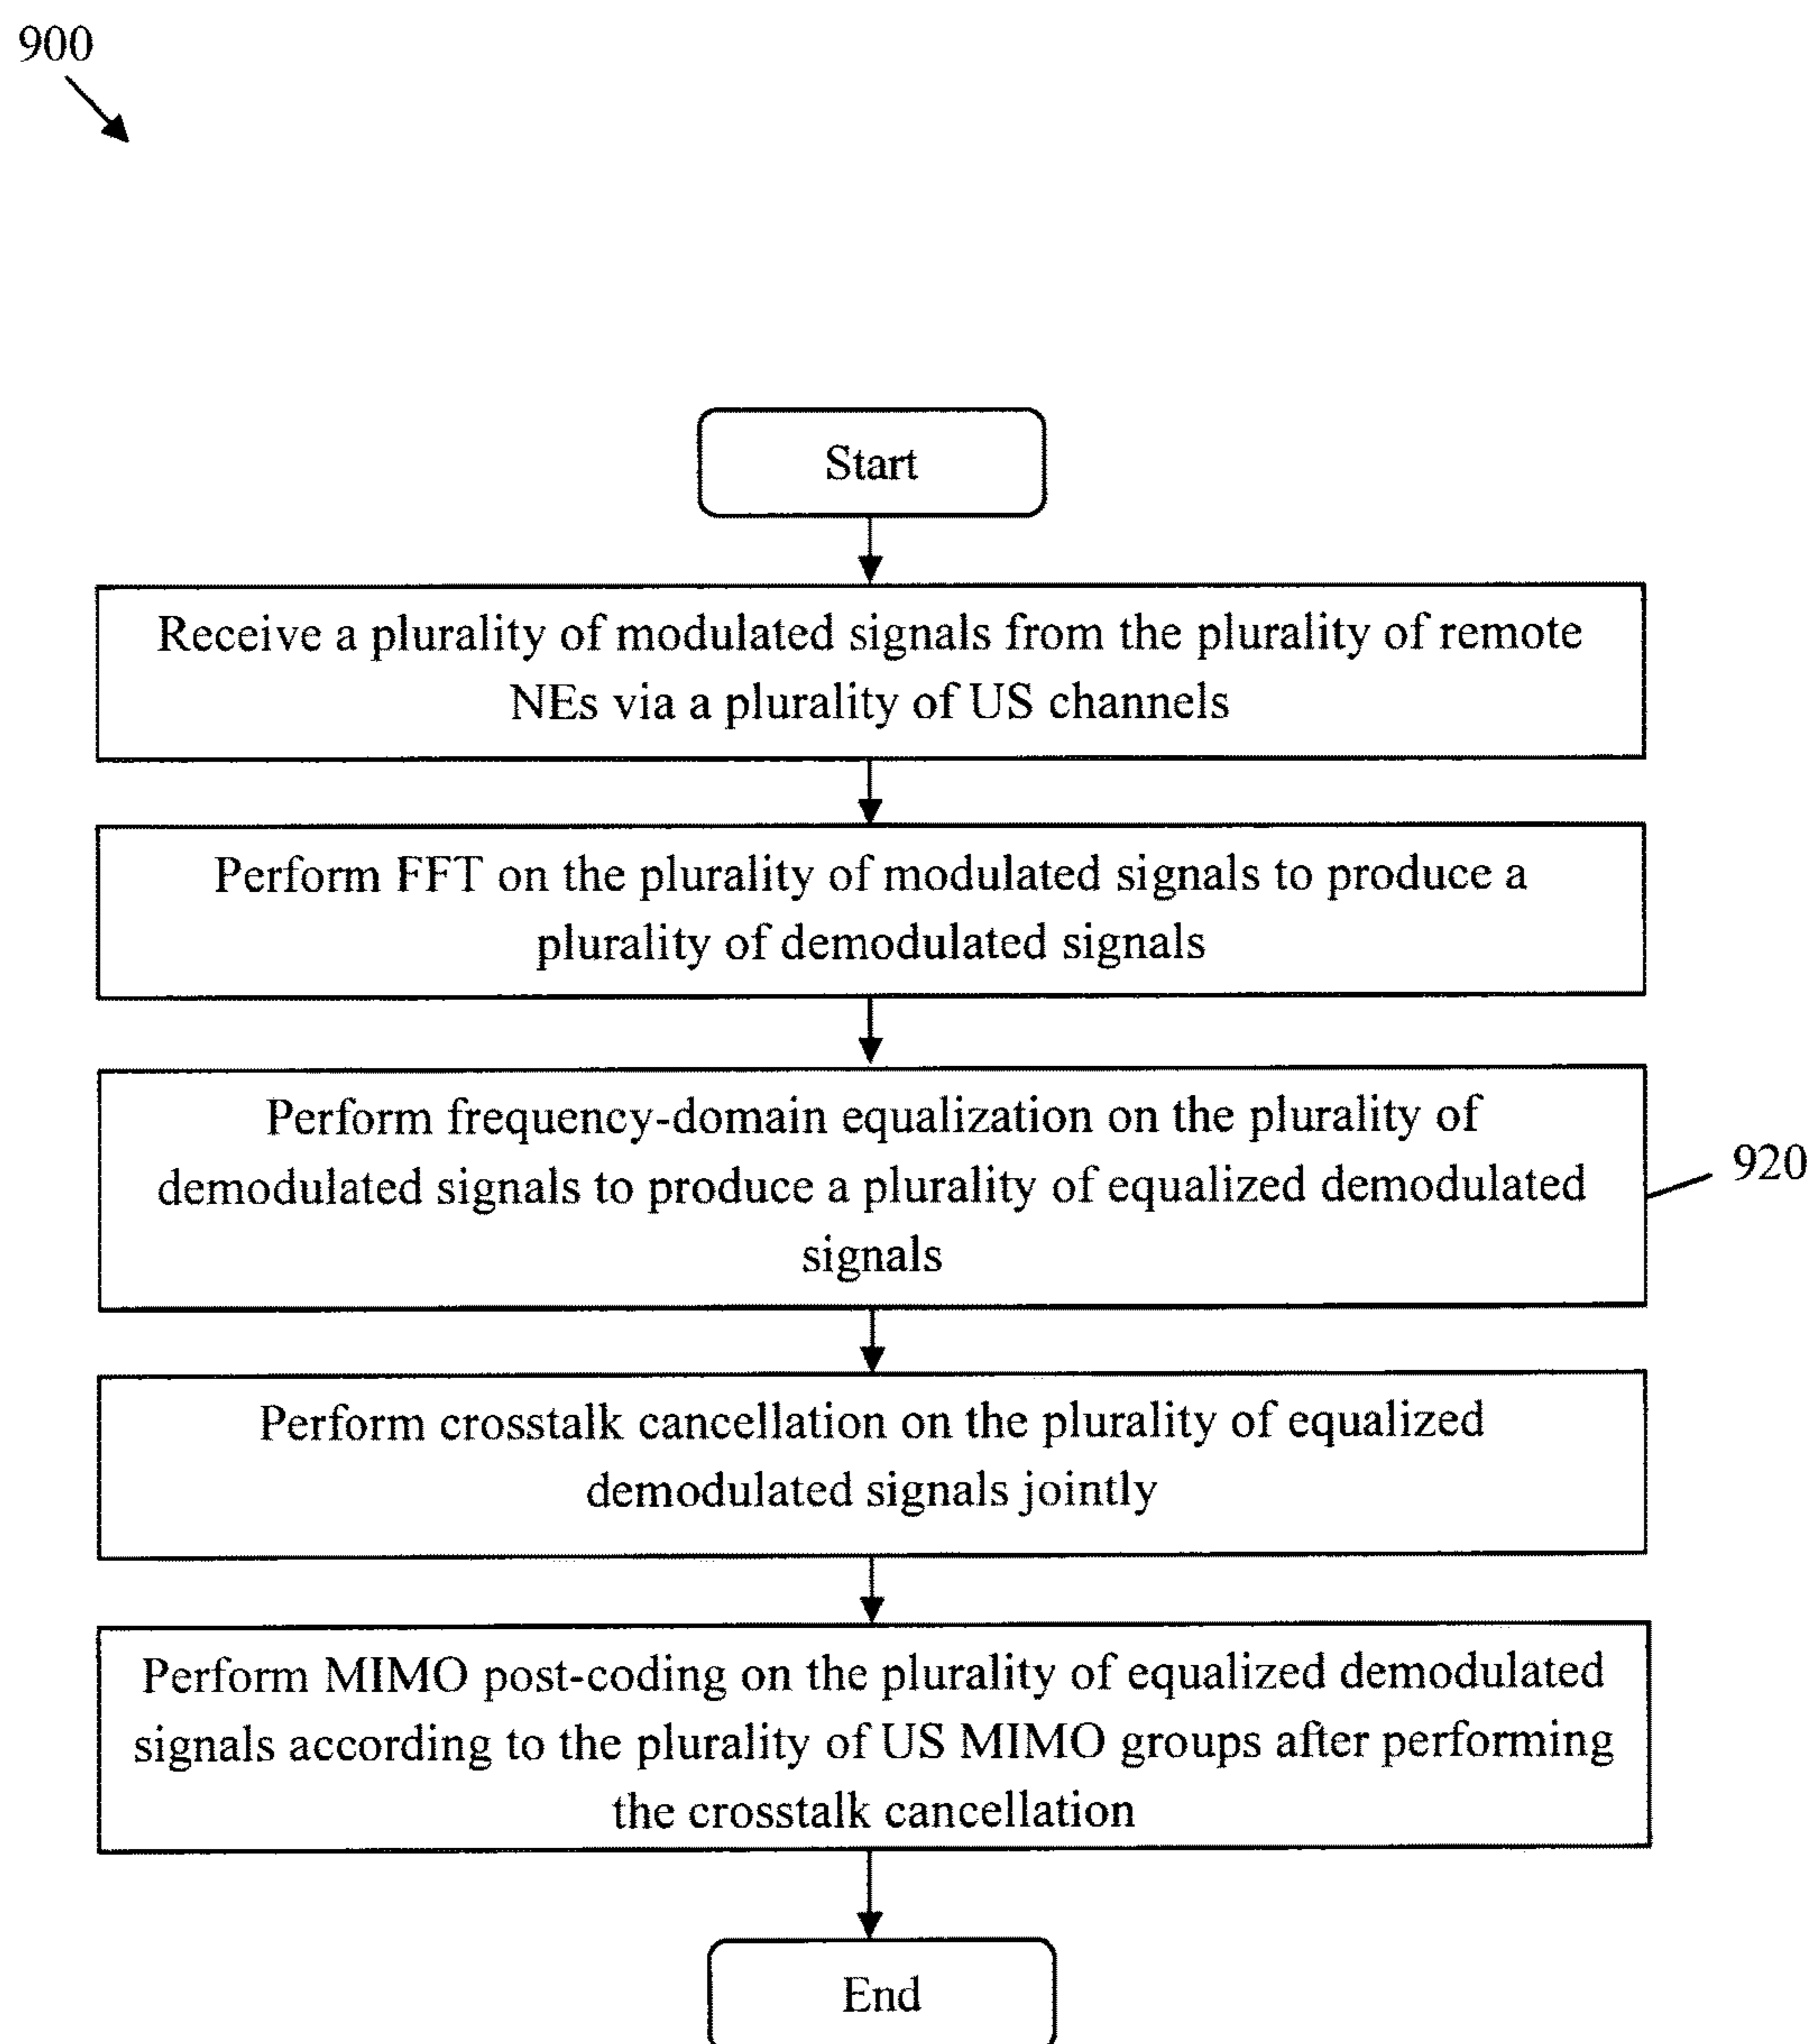 900
Start
Receive a plurality of modulated signals from the plurality of remote
NEs via a plurality of US channels
Perform FFT on the plurality of modulated signals to produce a
plurality of demodulated signals
Perform frequency-domain equalization on the plurality of
demodulated signals to produce a plurality of equalized demodulated
signals
920
Perform crosstalk cancellation on the plurality of equalized
demodulated signals jointly
Perform MIMO post-coding on the plurality of equalized demodulated
signals according to the plurality of US MIMO groups after performing
the crosstalk cancellation
End